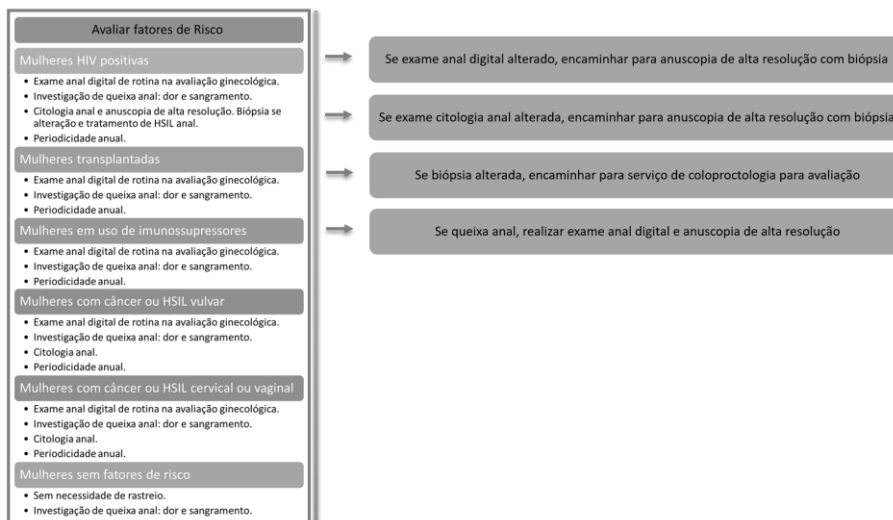 Avaliar fatores de Risco
Mulheres HIV positivas
• Exame anal digital de rotina na avaliação ginecológica.
• Investigação de queixa anal: dor e sangramento.
• Citologia anal e anuscopia de alta resolução. Biópsia se
alteração e tratamento de HSIL anal.
• Periodicidade anual.
Mulheres transplantadas
• Exame anal digital de rotina na avaliação ginecológica.
• Investigação de queixa anal: dor e sangramento.
• Periodicidade anual.
Mulheres em uso de imunossupressores
• Exame anal digital de rotina na avaliação ginecológica.
• Investigação de queixa anal: dor e sangramento.
• Periodicidade anual.
Mulheres com câncer ou HSIL vulvar
• Exame anal digital de rotina na avaliação ginecológica.
• Investigação de queixa anal: dor e sangramento.
• Citologia anal.
• Periodicidade anual.
Mulheres com câncer ou HSIL cervical ou vaginal
• Exame anal digital de rotina na avaliação ginecológica.
• Investigação de queixa anal: dor e sangramento.
• Citologia anal.
• Periodicidade anual.
Mulheres sem fatores de risco
• Sem necessidade de rastreio.
• Investigação de queixa anal: dor e sangramento.
Se exame anal digital alterado, encaminhar para anuscopia de alta resolução com biópsia
Se exame citologia anal alterada, encaminhar para anuscopia de alta resolução com biópsia
Se biópsia alterada, encaminhar para serviço de coloproctologia para avaliação
Se queixa anal, realizar exame anal digital e anuscopia de alta resolução